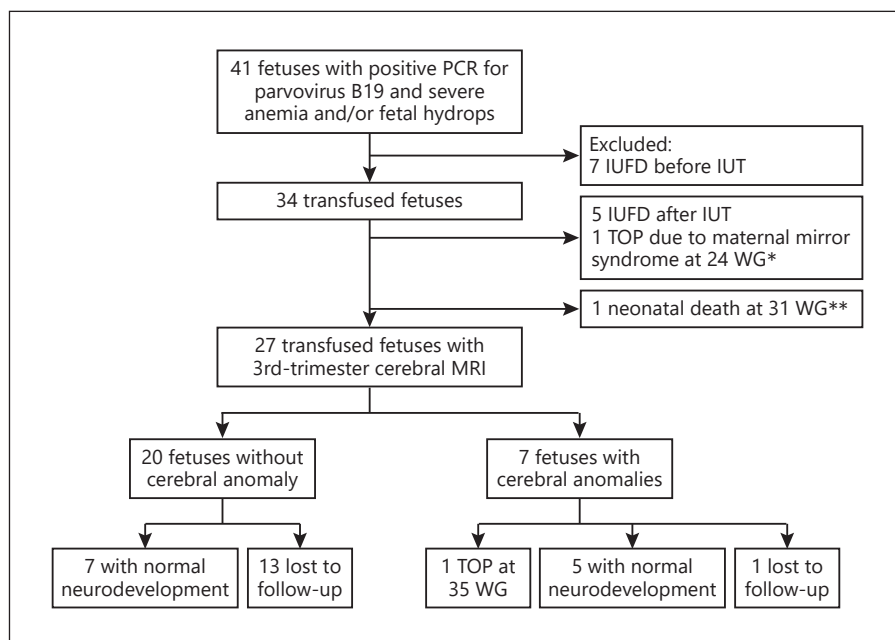 41 fetuses with positive PCR for
parvovirus B19 and severe
anemia and/or fetal hydrops
Excluded:
7 IUFD before IUT
34 transfused fetuses
5 IUFD after IUT
1 TOP due to maternal mirror
syndrome at 24 WG*
1 neonatal death at 31 WG**
27 transfused fetuses with
3rd-trimester cerebral MRI
20 fetuses without
cerebral anomaly
7 fetuses with
cerebral anomalies
7 with normal
neurodevelopment
13 lost to
follow-up
1 TOP at
35 WG
5 with normal
neurodevelopment
1 lost to
follow-up